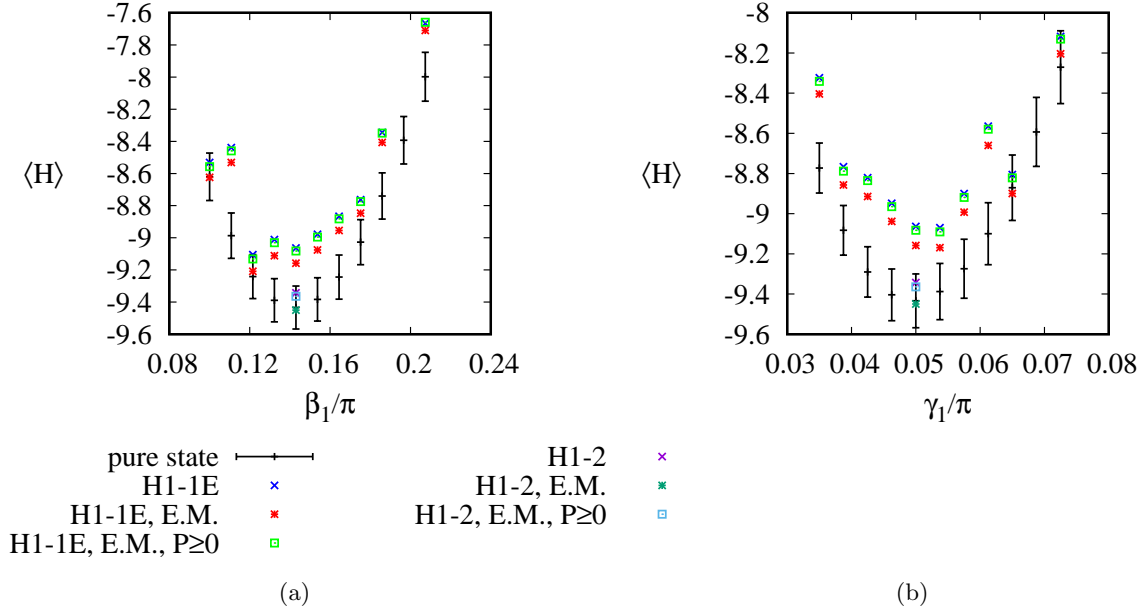 -7.6
-7.8
-8
-8.2
-8.4
-8.6
-8.8
-9
-9.2
-9.4
-9.6
⟨H⟩
0.08 0.12 0.16 0.2 0.24
β₁/π
-8
-8.2
-8.4
-8.6
-8.8
-9
-9.2
-9.4
-9.6
⟨H⟩
0.03 0.04 0.05 0.06 0.07 0.08
γ₁/π
pure state
H1-1E
H1-1E, E.M.
H1-1E, E.M., P≥0
H1-2
H1-2, E.M.
H1-2, E.M., P≥0
(a)
(b)